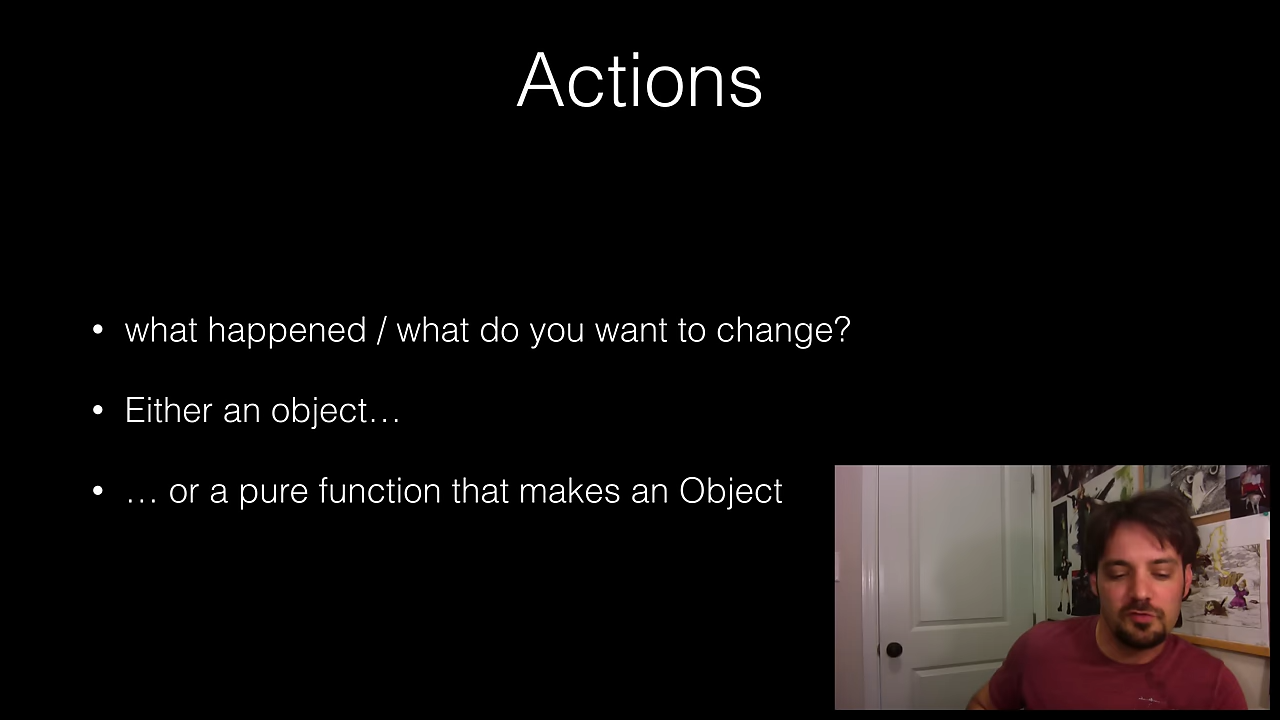 Actions
• what happened / what do you want to change?
• Either an object…
• … or a pure function that makes an Object